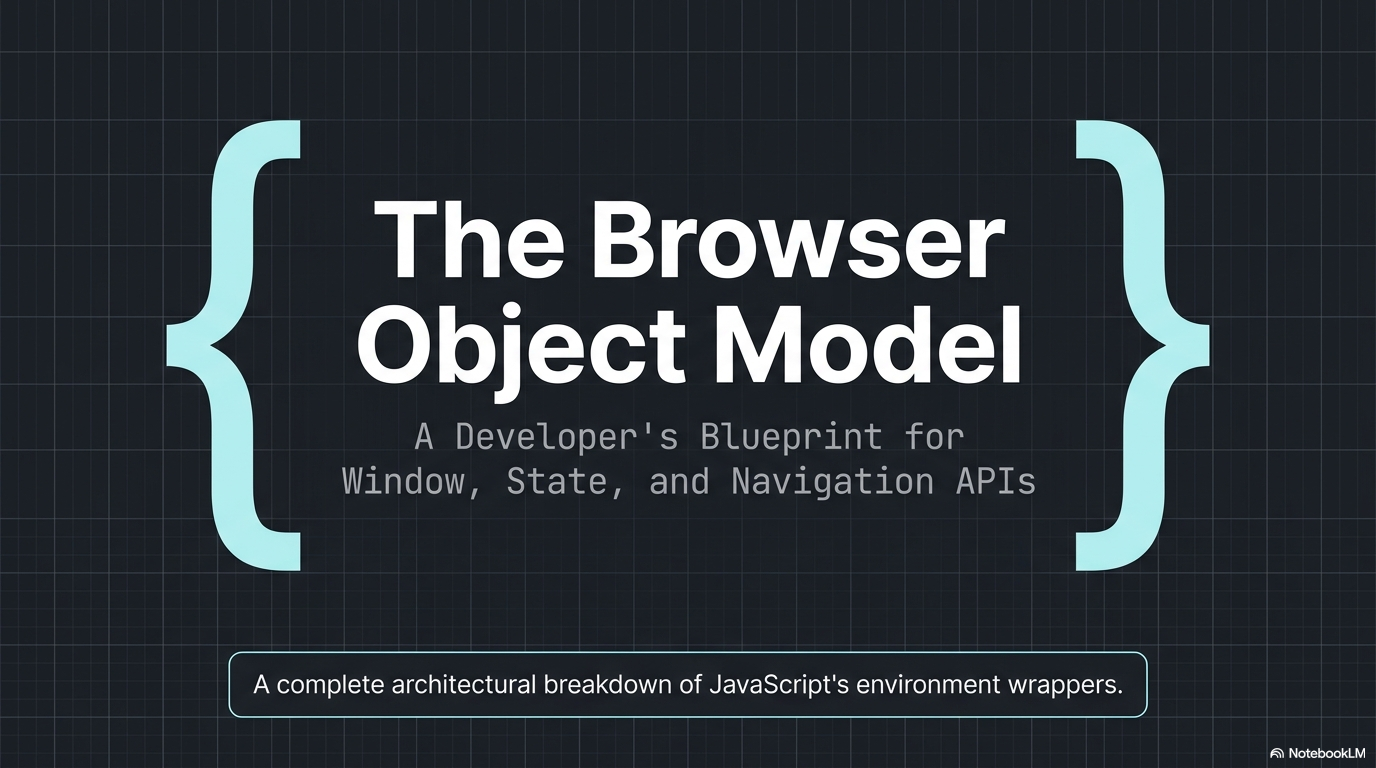 The Browser
Object Model
A Developer's Blueprint for
Window, State, and Navigation APIs
A complete architectural breakdown of JavaScript's environment wrappers.
NotebookLM